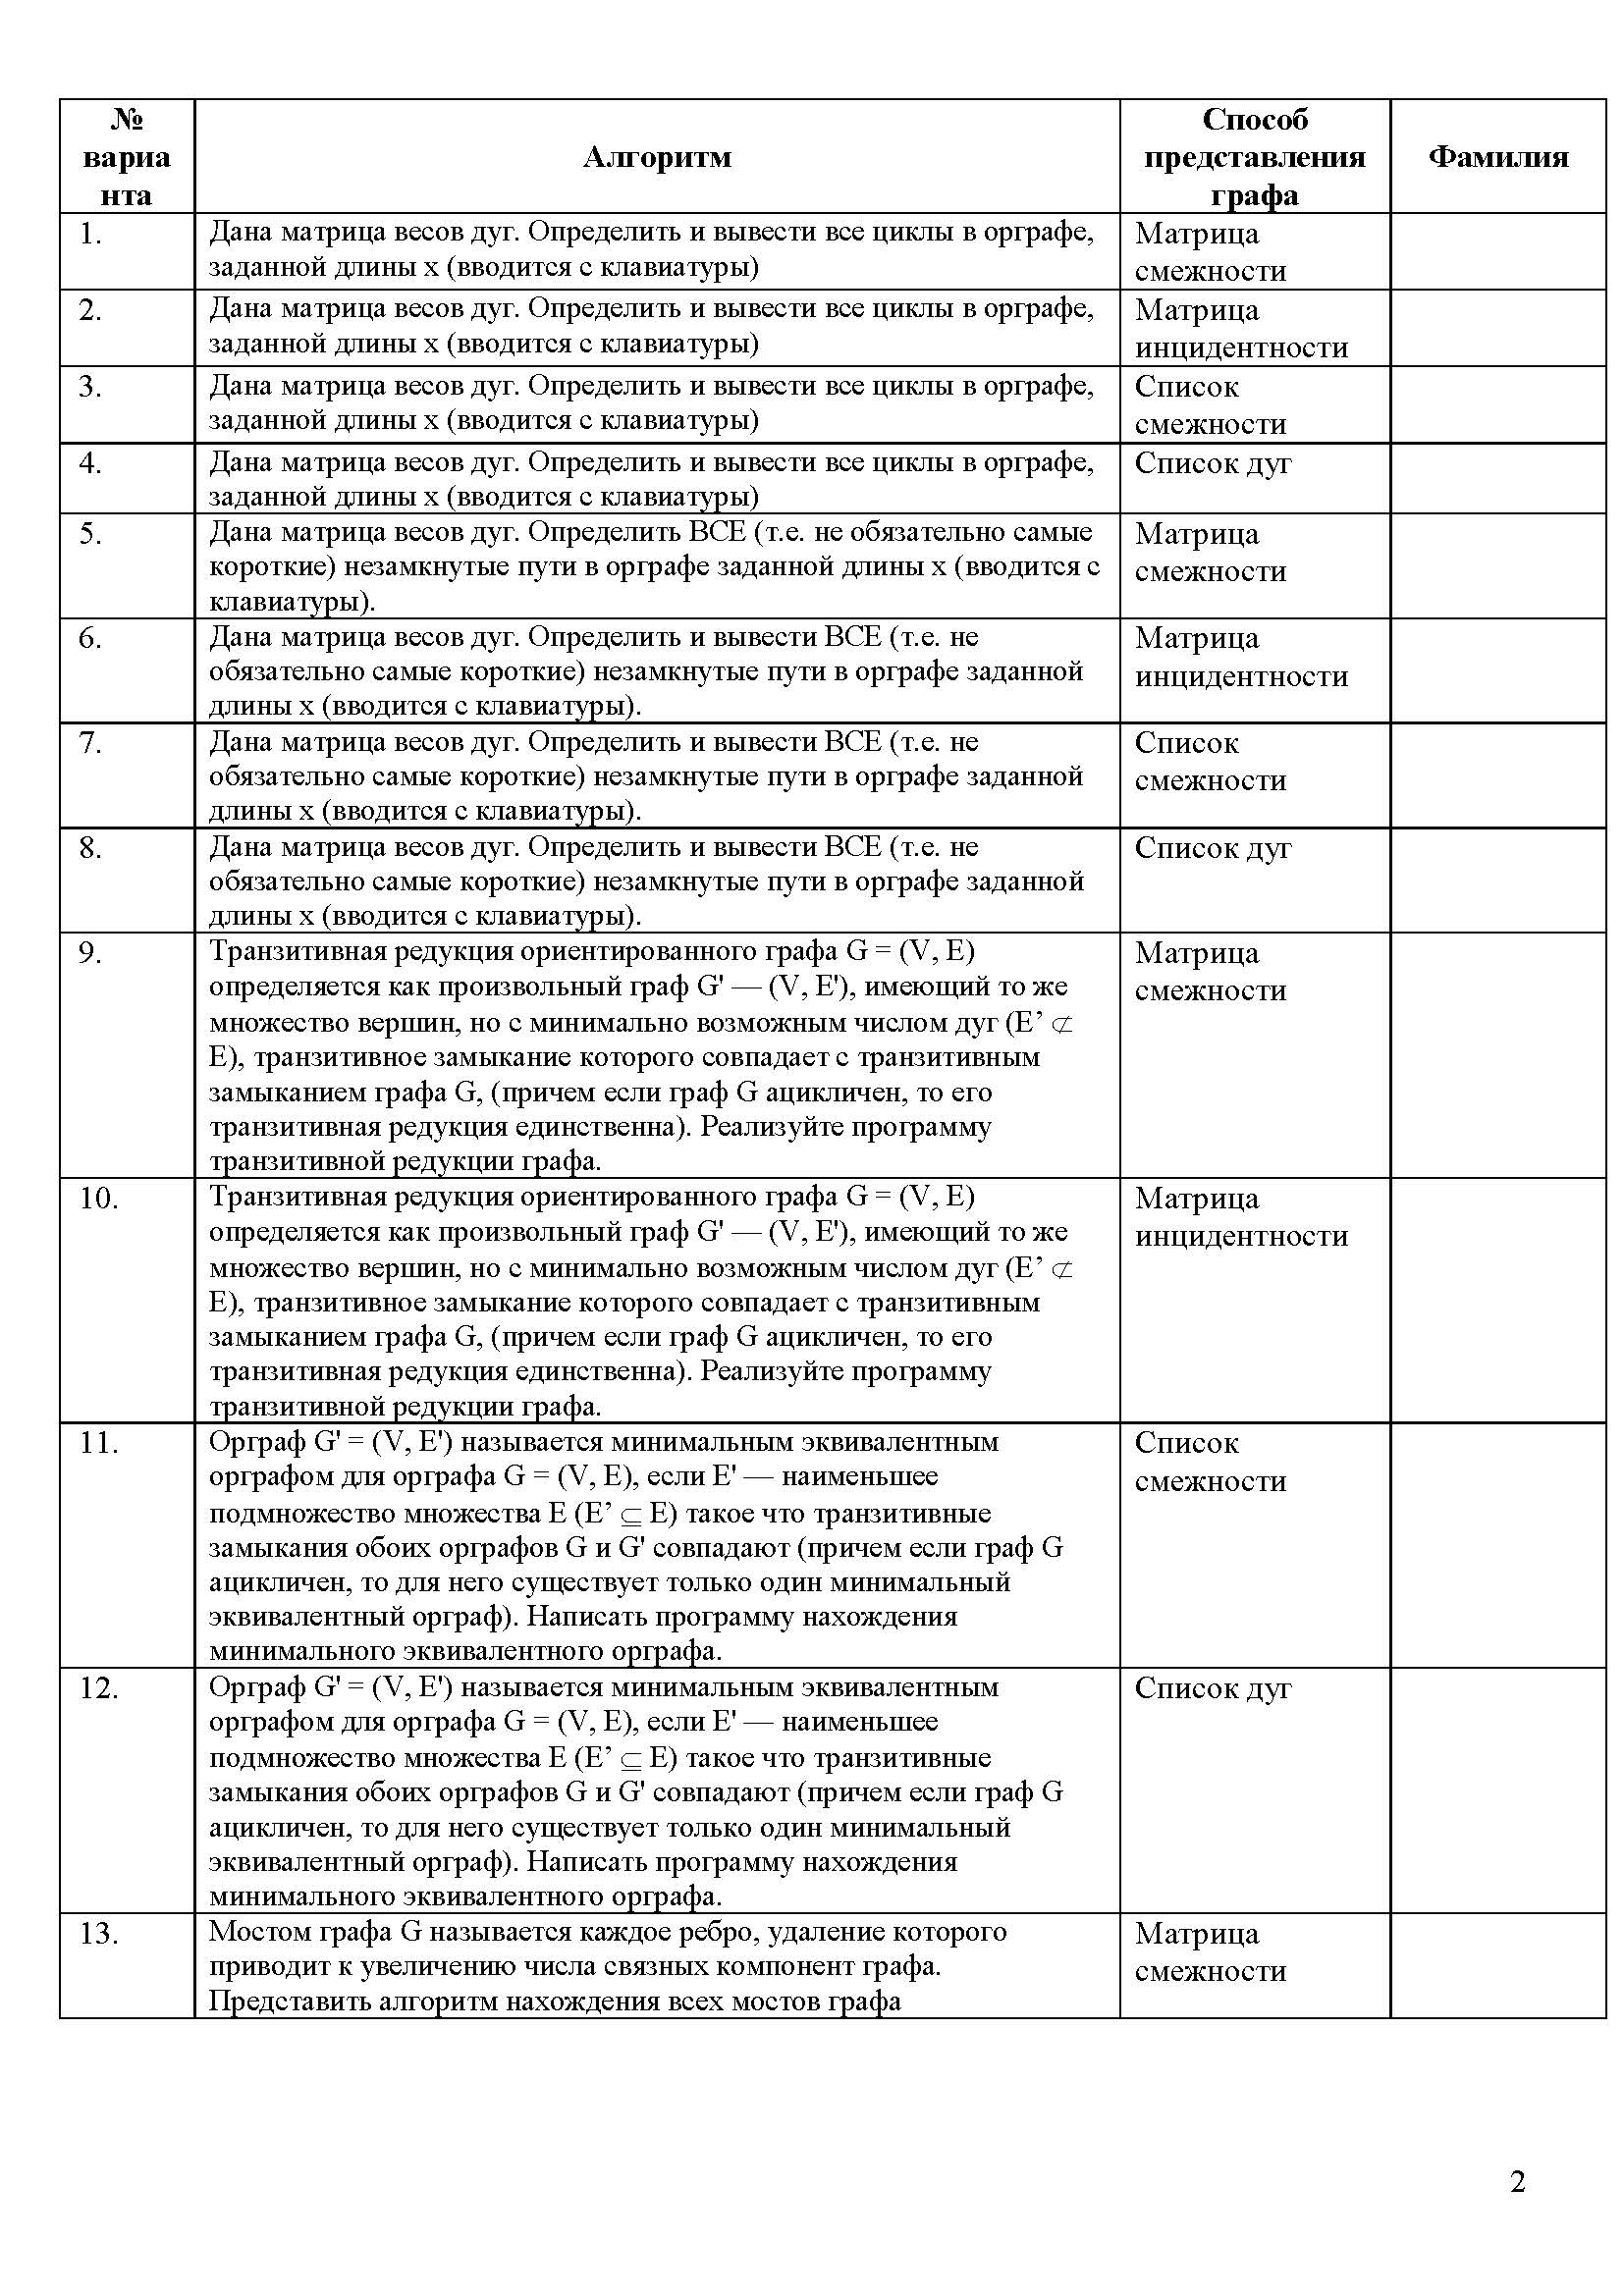 №
вариа
нта
Алгоритм
Способ
представления
графа
Фамилия
1.
Дана матрица весов дуг. Определить и вывести все циклы в орграфе,
заданной длины x (вводится с клавиатуры)
Матрица
смежности
2.
Дана матрица весов дуг. Определить и вывести все циклы в орграфе,
заданной длины x (вводится с клавиатуры)
Матрица
инцидентности
3.
Дана матрица весов дуг. Определить и вывести все циклы в орграфе,
заданной длины x (вводится с клавиатуры)
Список
смежности
4.
Дана матрица весов дуг. Определить и вывести все циклы в орграфе,
заданной длины x (вводится с клавиатуры)
Список дуг
5.
Дана матрица весов дуг. Определить ВСЕ (т.е. не обязательно самые
короткие) незамкнутые пути в орграфе заданной длины x (вводится с
клавиатуры).
Матрица
смежности
6.
Дана матрица весов дуг. Определить и вывести ВСЕ (т.е. не
обязательно самые короткие) незамкнутые пути в орграфе заданной
длины x (вводится с клавиатуры).
Матрица
инцидентности
7.
Дана матрица весов дуг. Определить и вывести ВСЕ (т.е. не
обязательно самые короткие) незамкнутые пути в орграфе заданной
длины x (вводится с клавиатуры).
Список
смежности
8.
Дана матрица весов дуг. Определить и вывести ВСЕ (т.е. не
обязательно самые короткие) незамкнутые пути в орграфе заданной
длины x (вводится с клавиатуры).
Список дуг
9.
Транзитивная редукция ориентированного графа G = (V, E)
определяется как произвольный граф G' — (V, E'), имеющий то же
множество вершин, но с минимально возможным числом дуг (E’ ⊄
E), транзитивное замыкание которого совпадает с транзитивным
замыканием графа G, (причем если граф G ацикличен, то его
транзитивная редукция единственна). Реализуйте программу
транзитивной редукции графа.
Матрица
смежности
10.
Транзитивная редукция ориентированного графа G = (V, E)
определяется как произвольный граф G' — (V, E'), имеющий то же
множество вершин, но с минимально возможным числом дуг (E’ ⊄
E), транзитивное замыкание которого совпадает с транзитивным
замыканием графа G, (причем если граф G ацикличен, то его
транзитивная редукция единственна). Реализуйте программу
транзитивной редукции графа.
Матрица
инцидентности
11.
Орграф G' = (V, E') называется минимальным эквивалентным
орграфом для орграфа G = (V, E), если E' — наименьшее
подмножество множества E (E’ ⊆ E) такое что транзитивные
замыкания обоих орграфов G и G' совпадают (причем если граф G
ацикличен, то для него существует только один минимальный
эквивалентный орграф). Написать программу нахождения
минимального эквивалентного орграфа.
Список
смежности
12.
Орграф G' = (V, E') называется минимальным эквивалентным
орграфом для орграфа G = (V, E), если E' — наименьшее
подмножество множества E (E’ ⊆ E) такое что транзитивные
замыкания обоих орграфов G и G' совпадают (причем если граф G
ацикличен, то для него существует только один минимальный
эквивалентный орграф). Написать программу нахождения
минимального эквивалентного орграфа.
Список дуг
13.
Мостом графа G называется каждое ребро, удаление которого
приводит к увеличению числа связных компонент графа.
Представить алгоритм нахождения всех мостов графа
Матрица
смежности
2